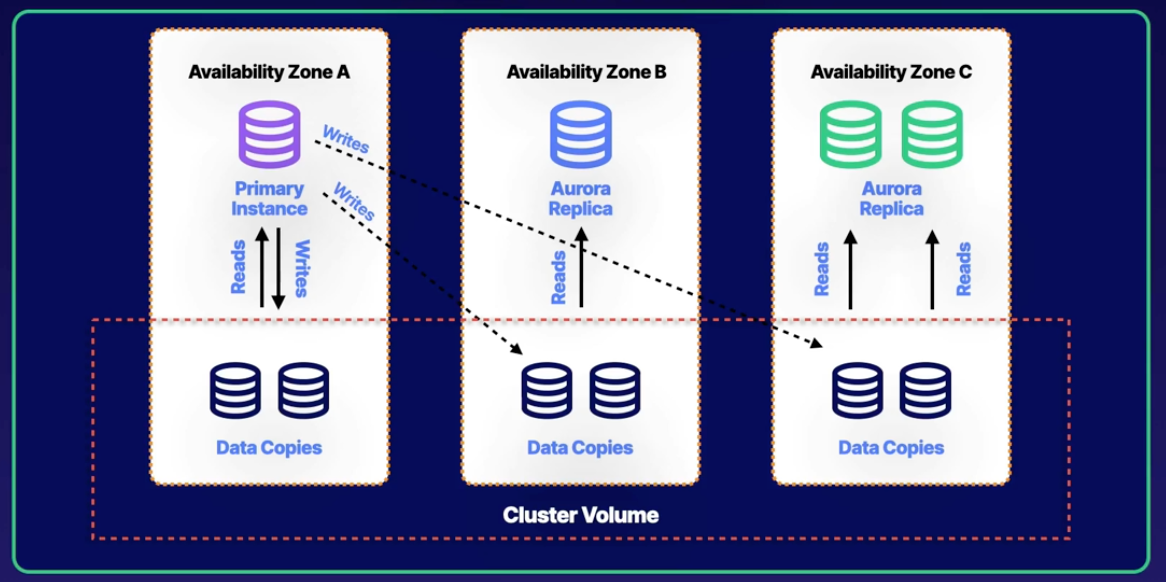 Availability Zone A
Availability Zone B
Availability Zone C
Writes
Writes
Primary
Instance
Aurora
Replica
Aurora
Replica
Reads
Writes
Reads
Reads
Reads
Data Copies
Data Copies
Data Copies
Cluster Volume